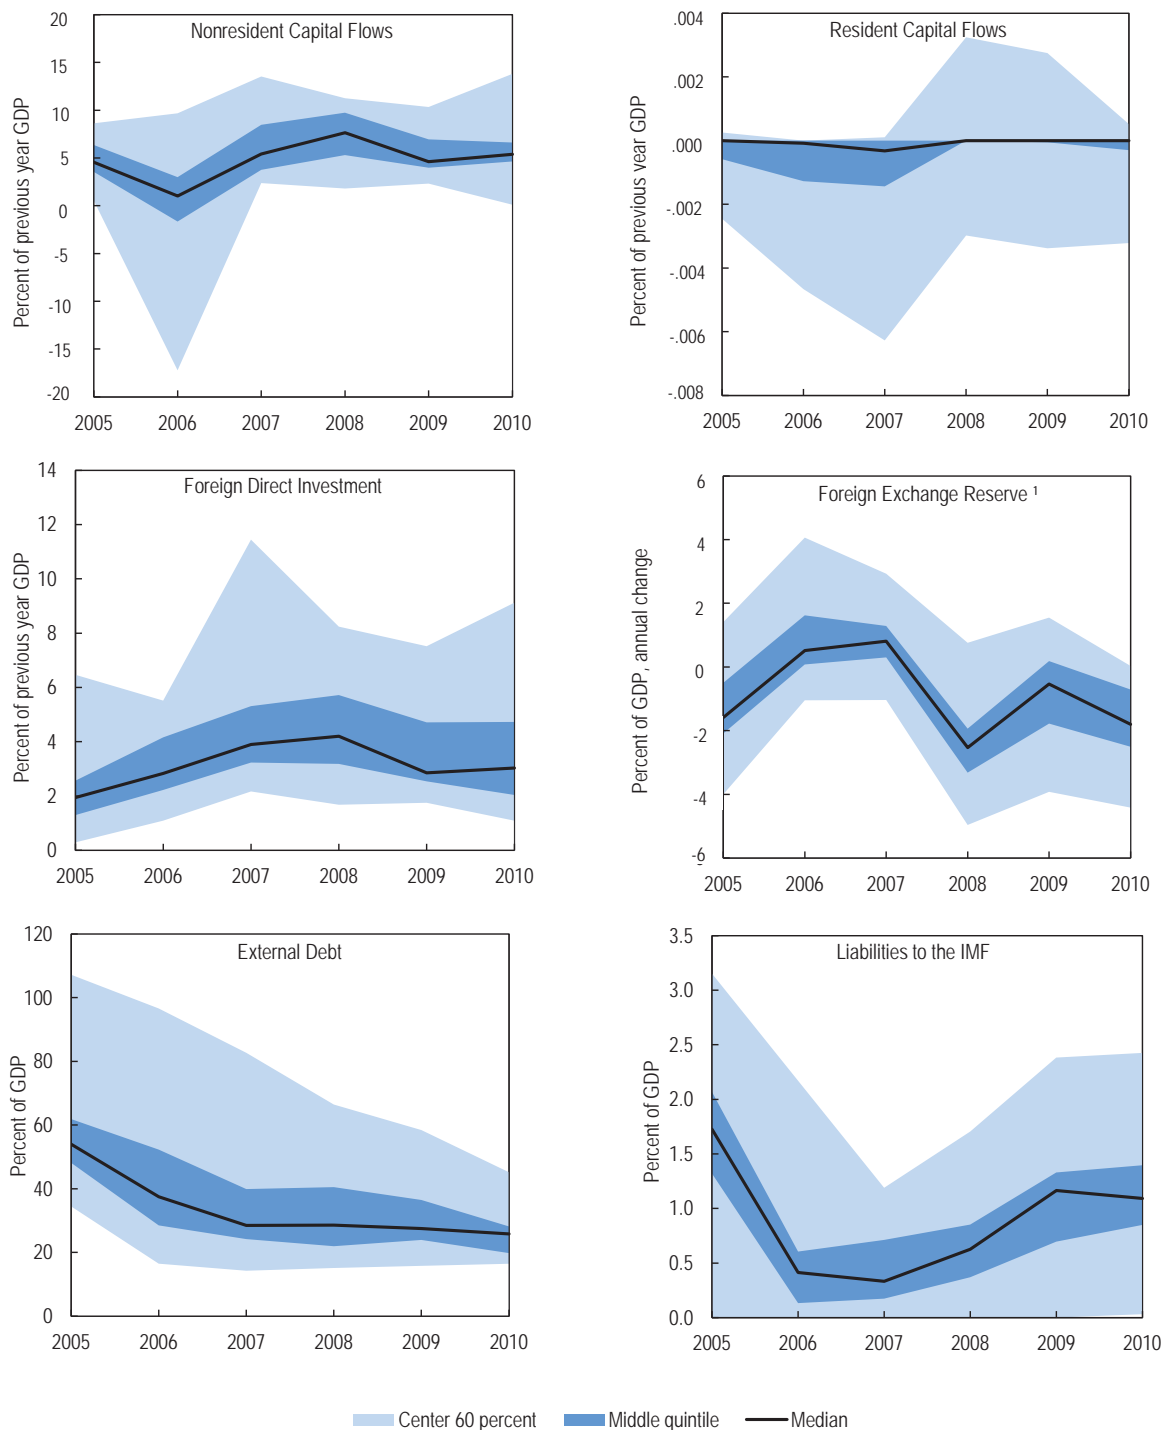 Nonresident Capital Flows
Percent of previous year GDP
20
15
10
5
0
-5
-10
-15
-20
2005 2006 2007 2008 2009 2010
Resident Capital Flows
Percent of previous year GDP
.004
.002
.000
-.002
-.004
-.006
-.008
2005 2006 2007 2008 2009 2010
Foreign Direct Investment
Percent of previous year GDP
14
12
10
8
6
4
2
0
2005 2006 2007 2008 2009 2010
Foreign Exchange Reserve ¹
Percent of GDP, annual change
6
4
2
0
-2
-4
-6
2005 2006 2007 2008 2009 2010
External Debt
Percent of GDP
120
100
80
60
40
20
0
2005 2006 2007 2008 2009 2010
Liabilities to the IMF
Percent of GDP
3.5
3.0
2.5
2.0
1.5
1.0
0.5
0.0
2005 2006 2007 2008 2009 2010
Center 60 percent Middle quintile Median